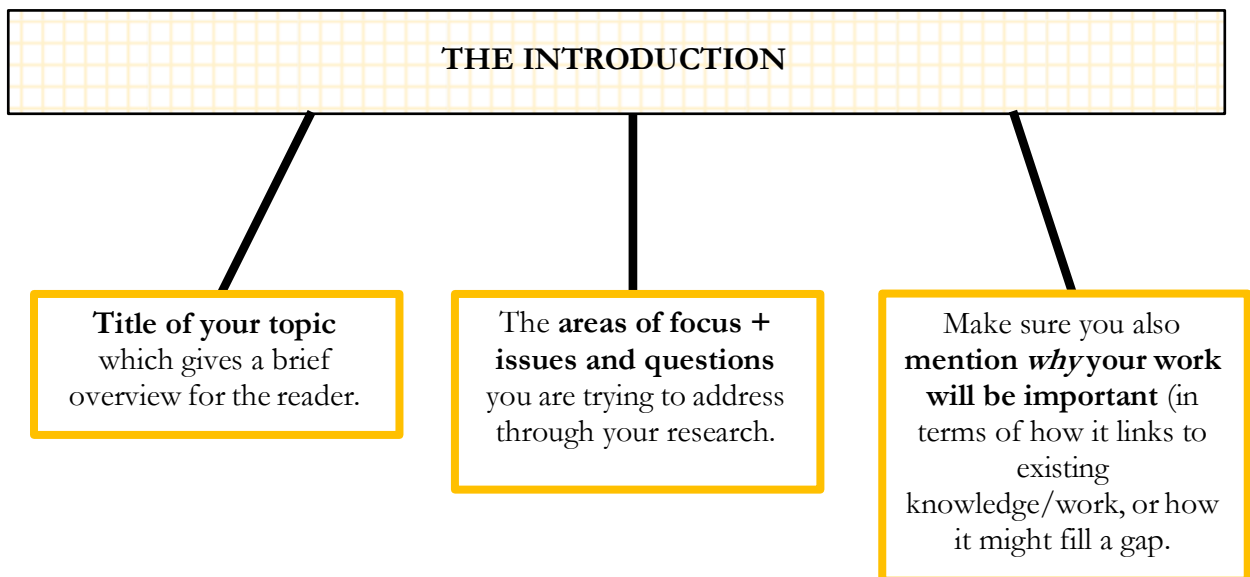 THE INTRODUCTION
Title of your topic
which gives a brief
overview for the reader.
The areas of focus +
issues and questions
you are trying to address
through your research.
Make sure you also
mention why your work
will be important (in
terms of how it links to
existing
knowledge/work, or how
it might fill a gap.